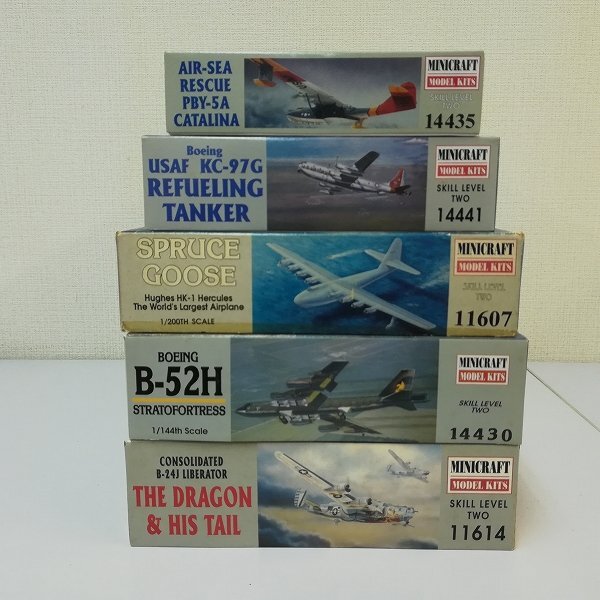 AIR-SEA
RESCUE
PBY-5A
CATALINA
MINICRAFT
MODEL KITS
SKILL LEVEL
TWO
14435
Boeing
USAF KC-97G
REFUELING
TANKER
MINICRAFT
MODEL KITS
SKILL LEVEL
TWO
14441
SPRUCE
GOOSE
Hughes HK-1 Hercules
The World's Largest Airplane
1/200TH SCALE
MINICRAFT
MODEL KITS
SKILL LEVEL
TWO
11607
BOEING
B-52H
STRATOFORTRESS
1/144th Scale
MINICRAFT
MODEL KITS
SKILL LEVEL
TWO
14430
CONSOLIDATED
B-24J LIBERATOR
THE DRAGON
& HIS TAIL
MINICRAFT
MODEL KITS
SKILL LEVEL
TWO
11614